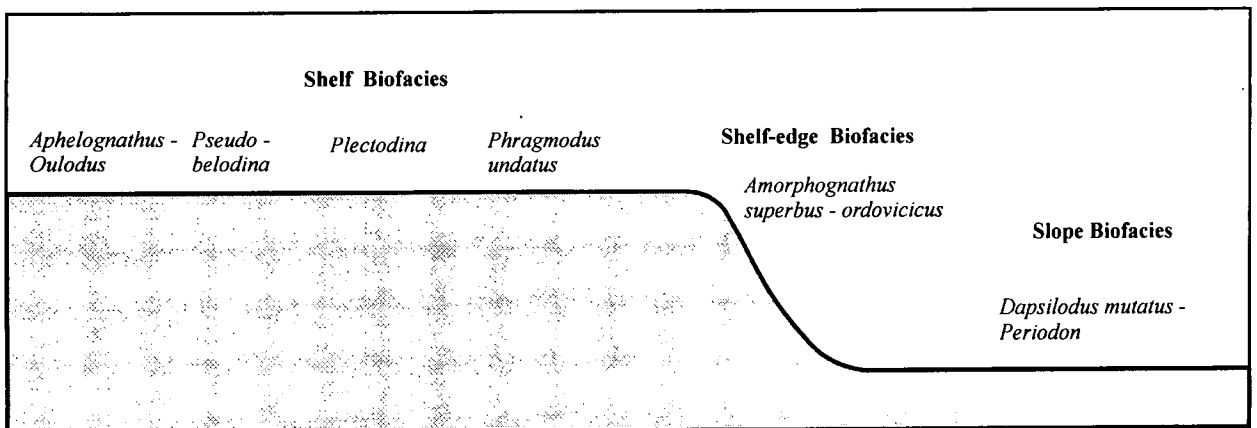 Shelf Biofacies
Aphelognathus -
Oulodus
Pseudo -
belodina
Plectodina
Phragmodus
undatus
Shelf-edge Biofacies
Amorphognathus
superbus - ordovicicus
Slope Biofacies
Dapsilodus mutatus -
Periodon